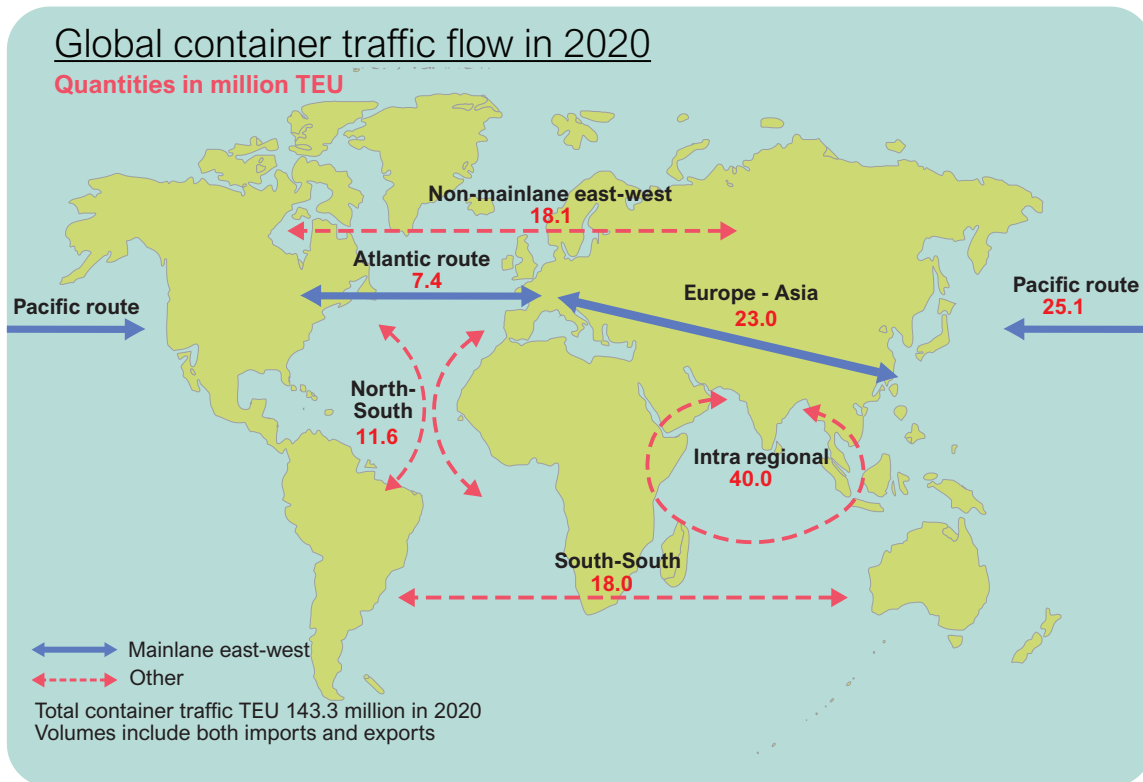 Global container traffic flow in 2020
Quantities in million TEU
Non-mainlane east-west
18.1
Atlantic route
7.4
Europe - Asia
23.0
Pacific route
Pacific route
25.1
North-
South
11.6
Intra regional
40.0
South-South
18.0
Mainlane east-west
Other
Total container traffic TEU 143.3 million in 2020
Volumes include both imports and exports